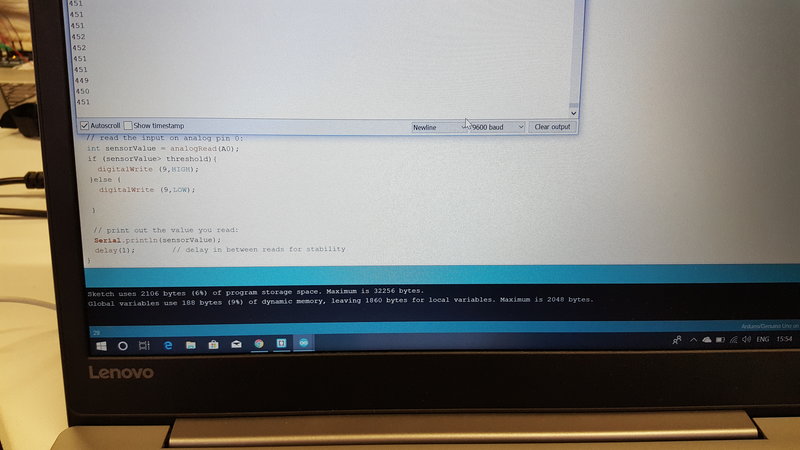 451
451
451
452
452
451
451
449
450
451
Autoscroll Show timestamp Newline 9600 baud Clear output
// read the input on analog pin 0:
int sensorValue = analogRead(A0);
if (sensorValue> threshold){
digitalWrite (9,HIGH);
}else {
digitalWrite (9,LOW);
}
// print out the value you read:
Serial.println(sensorValue);
delay(1); // delay in between reads for stability
}
Sketch uses 2106 bytes (6%) of program storage space. Maximum is 32256 bytes.
Global variables use 188 bytes (9%) of dynamic memory, leaving 1860 bytes for local variables. Maximum is 2048 bytes.
29
Arduino/Genuino Uno on
ENG 15:54
Lenovo